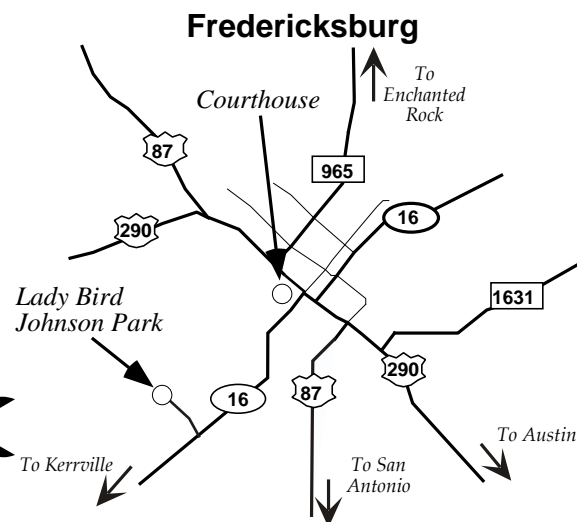 Fredericksburg
To
Enchanted
Rock
Courthouse
87
965
290
16
Lady Bird
Johnson Park
1631
16
87
290
To Kerrville
To San
Antonio
To Austin